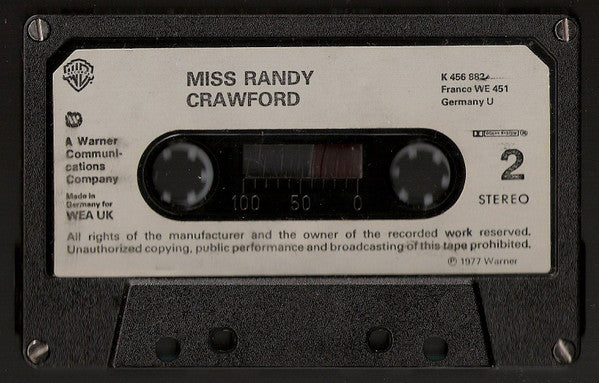 MISS RANDY
CRAWFORD
K 456 882
France WE 451
Germany U
A Warner
Communi-
cations
Company
Made in
Germany for
WEA UK
DOLBY SYSTEM
2
STEREO
100 50 0
All rights of the manufacturer and the owner of the recorded work reserved.
Unauthorized copying, public performance and broadcasting of this tape prohibited.
℗ 1977 Warner